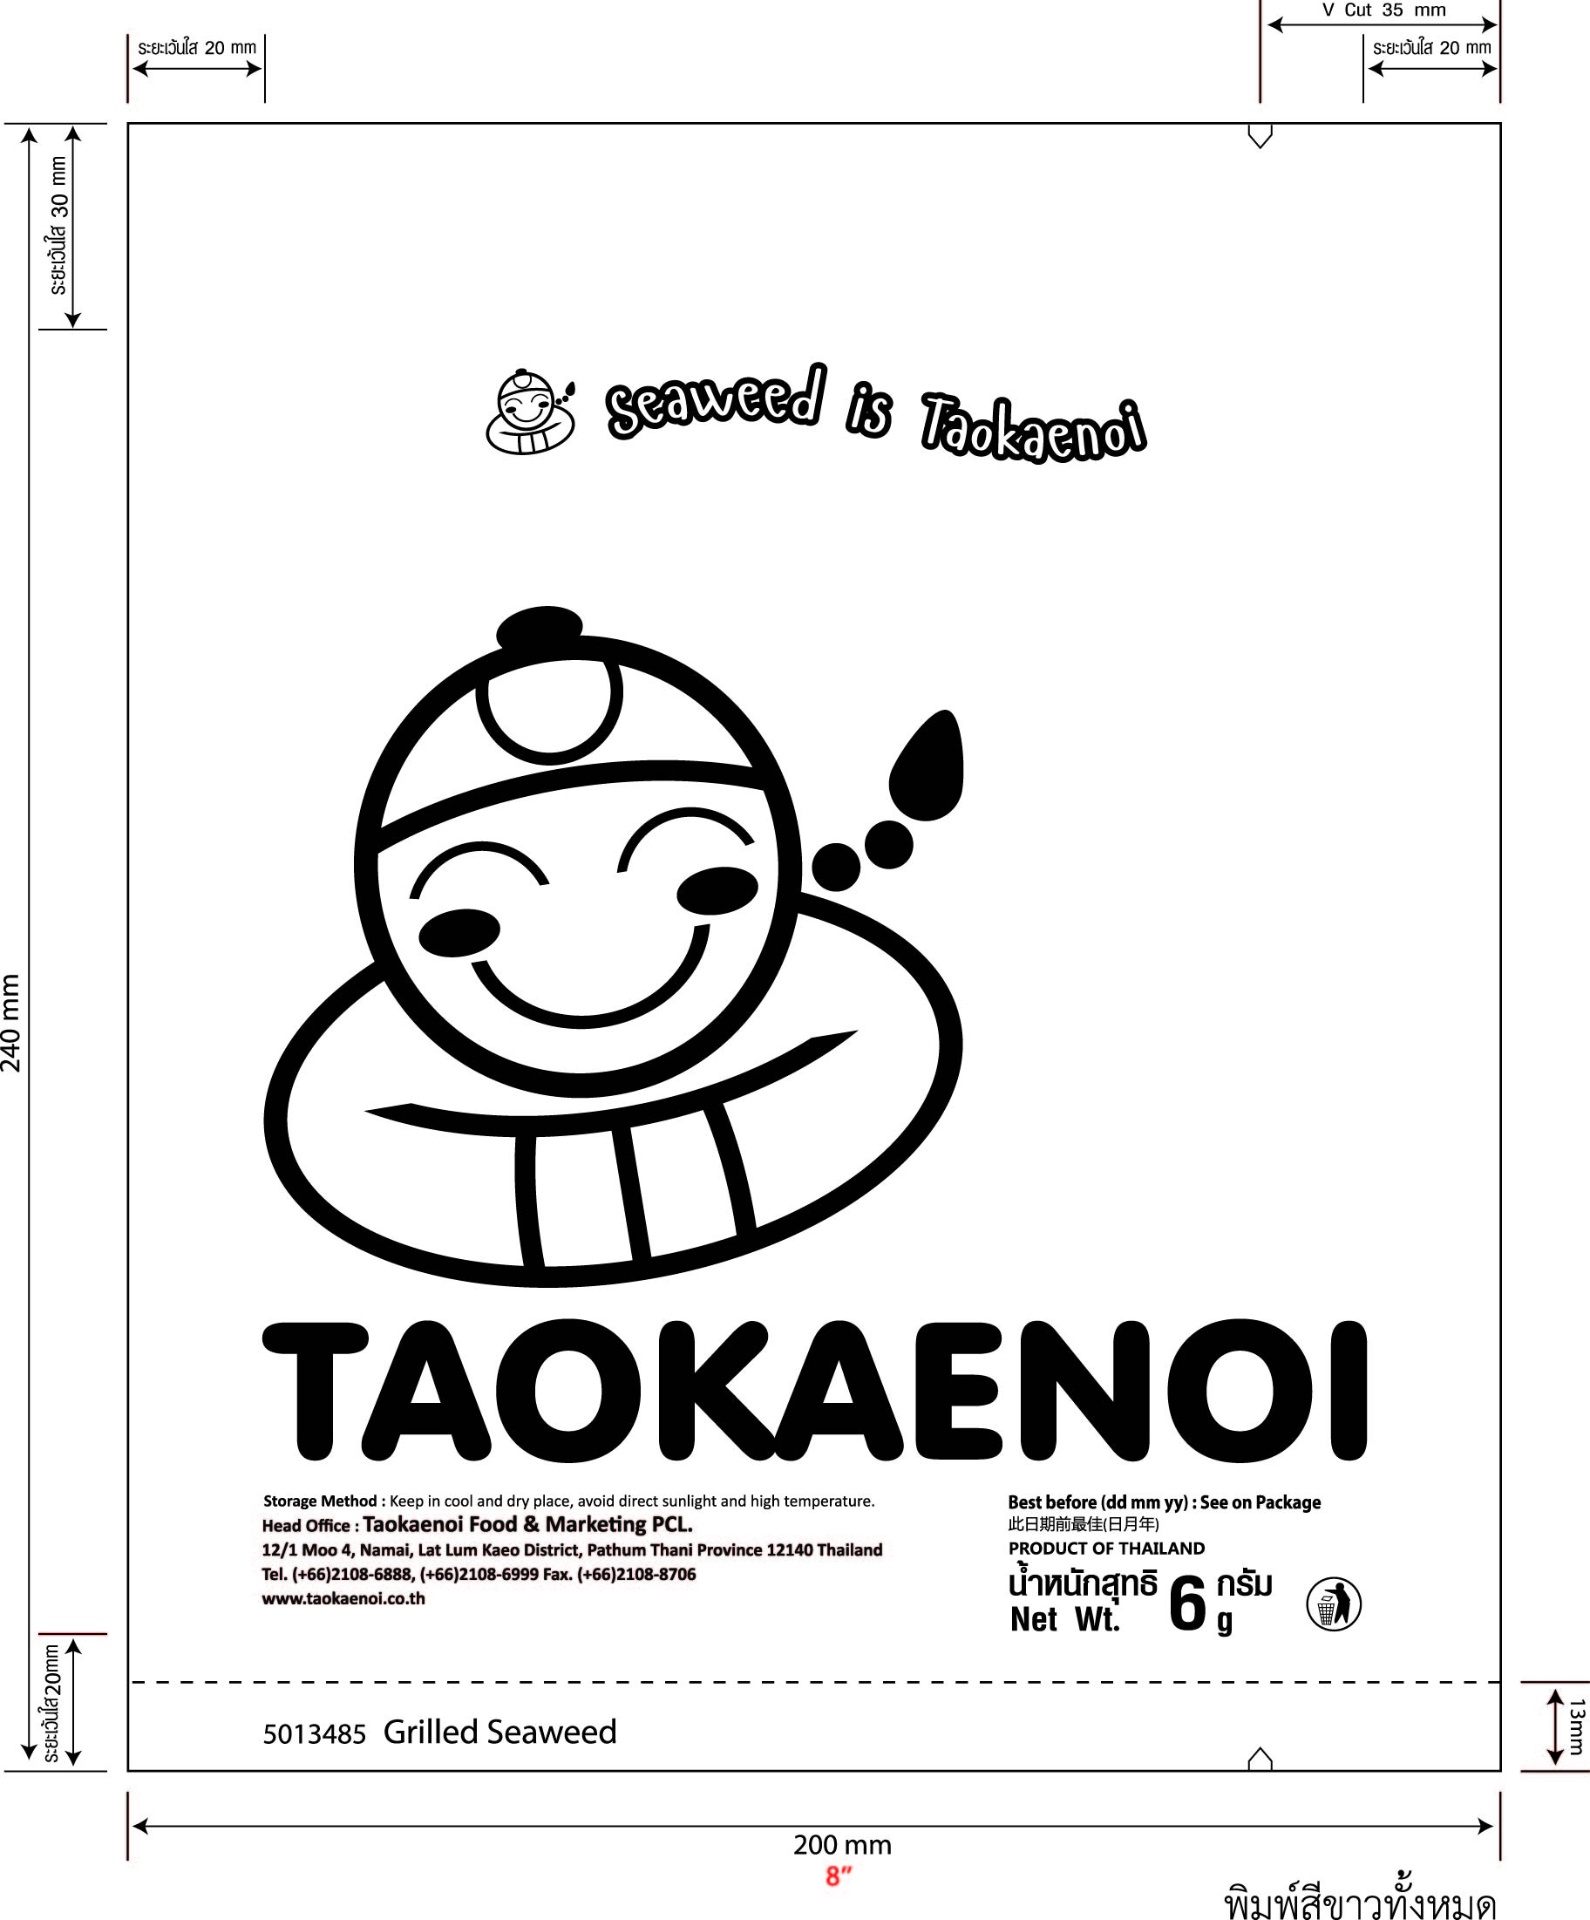 V Cut 35 mm
ระยะเว้นใส 20 mm
ระยะเว้นใส 20 mm
ระยะเว้นใส 30 mm
Seaweed is Taokaenoi
240 mm
TAOKAENOI
Storage Method : Keep in cool and dry place, avoid direct sunlight and high temperature.
Head Office : Taokaenoi Food & Marketing PCL.
12/1 Moo 4, Namai, Lat Lum Kaeo District, Pathum Thani Province 12140 Thailand
Tel. (+66)2108-6888, (+66)2108-6999 Fax. (+66)2108-8706
www.taokaenoi.co.th
Best before (dd mm yy) : See on Package
此日期前最佳(日月年)
PRODUCT OF THAILAND
น้ำหนักสุทธิ 6 กรัม
Net Wt. g
ระยะเว้นใส20mm
13mm
5013485 Grilled Seaweed
200 mm
8”
พิมพ์สีขาวทั้งหมด